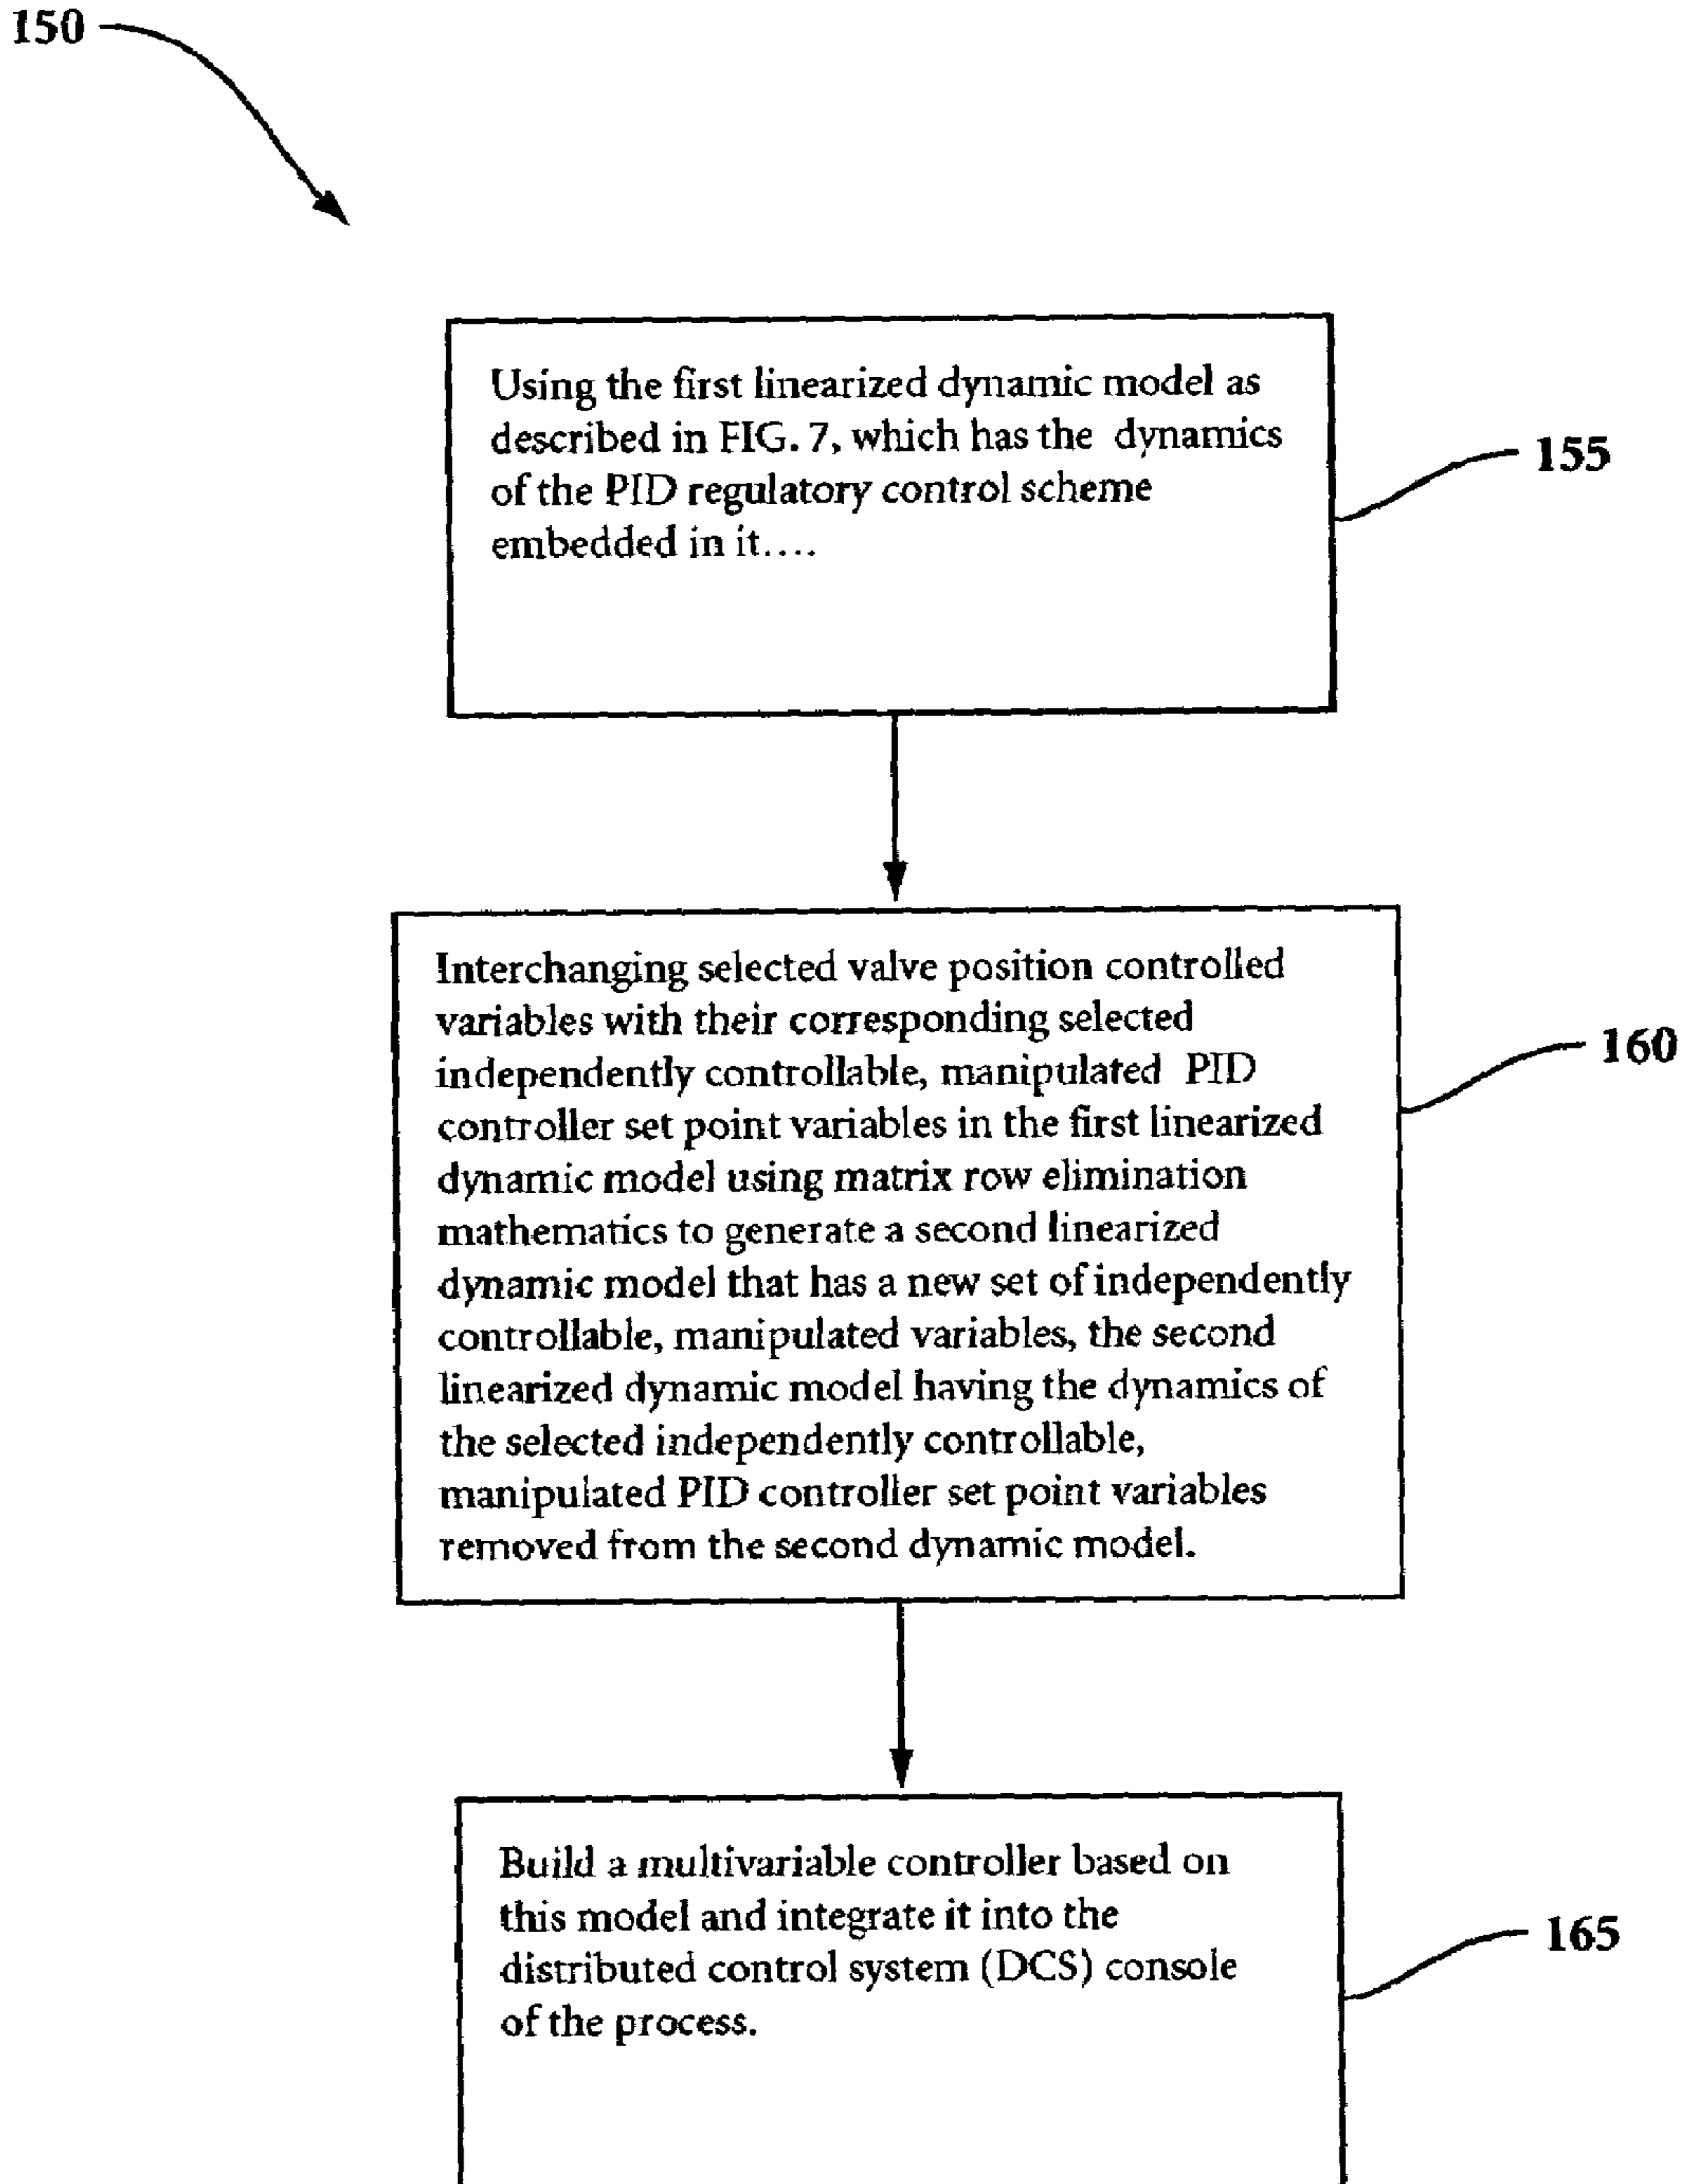 150
Using the first linearized dynamic model as
described in FIG. 7, which has the dynamics
of the PID regulatory control scheme
embedded in it....
155
Interchanging selected valve position controlled
variables with their corresponding selected
independently controllable, manipulated PID
controller set point variables in the first linearized
dynamic model using matrix row elimination
mathematics to generate a second linearized
dynamic model that has a new set of independently
controllable, manipulated variables, the second
linearized dynamic model having the dynamics of
the selected independently controllable,
manipulated PID controller set point variables
removed from the second dynamic model.
160
Build a multivariable controller based on
this model and integrate it into the
distributed control system (DCS) console
of the process.
165